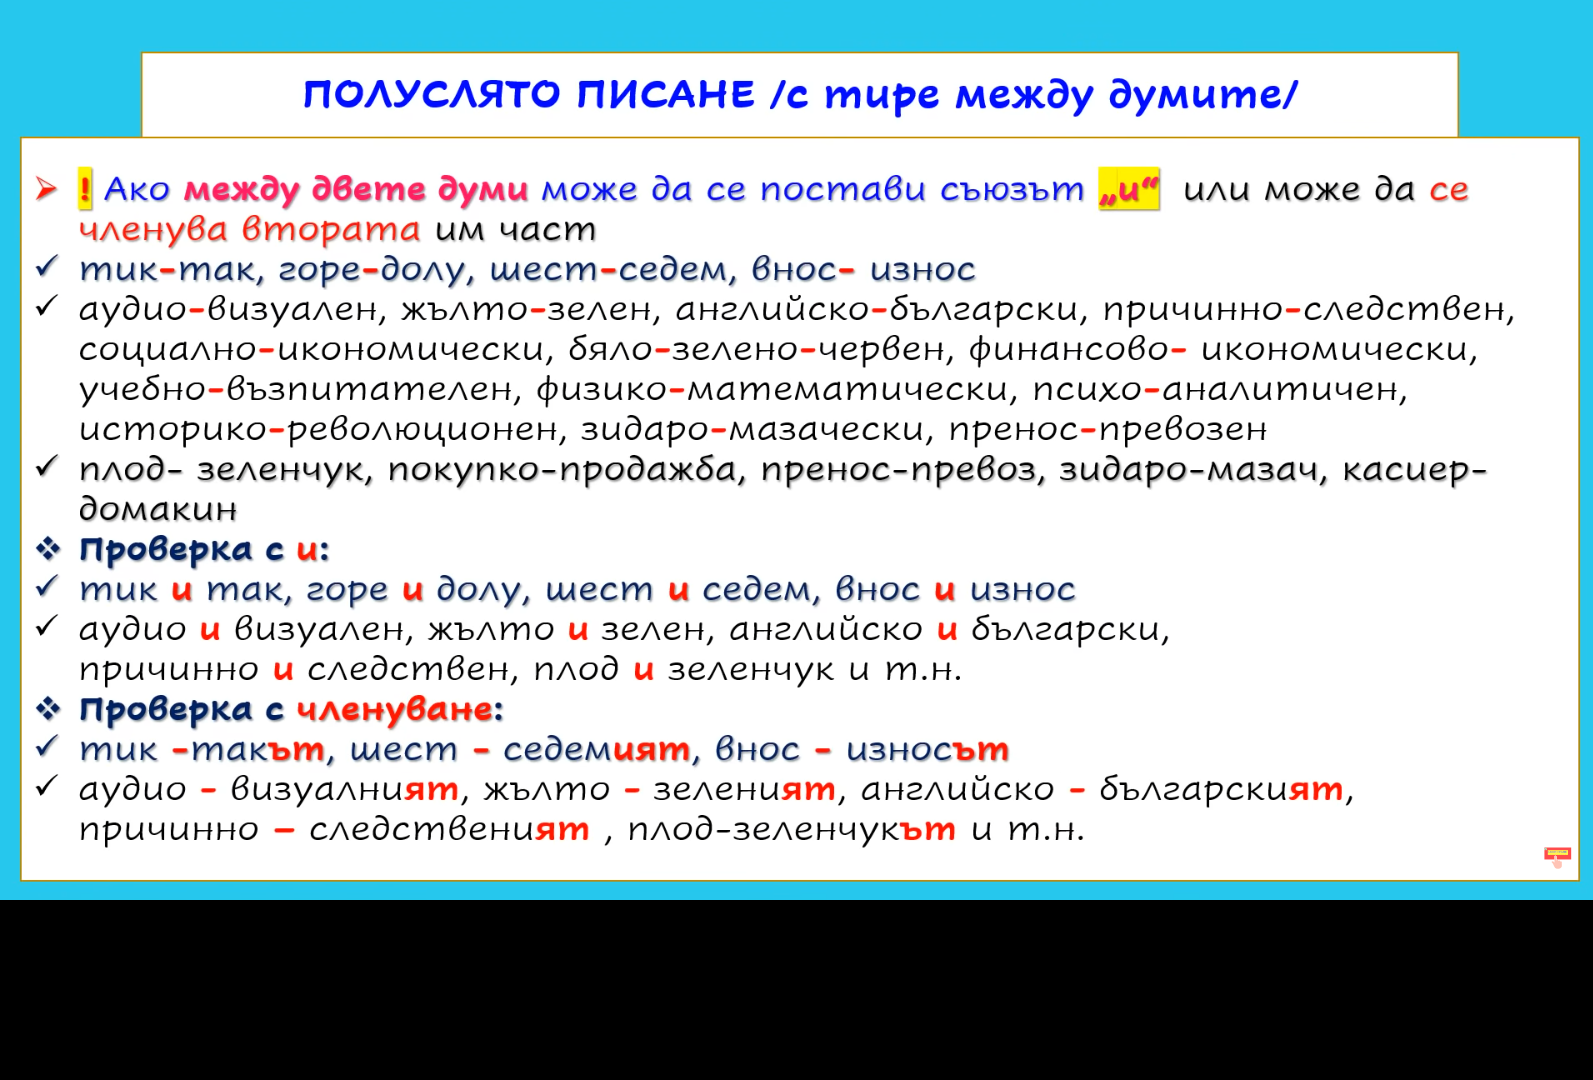 ПОЛУСЛЯТО ПИСАНЕ /с тире между думите/
! Ако между двете думи може да се постави съюзът „и“ или може да се
членува втората им част
тик-так, горе-долу, шест-седем, внос- износ
аудио-визуален, жълто-зелен, английско-български, причинно-следствен,
социално-икономически, бяло-зелено-червен, финансово- икономически,
учебно-възпитателен, физико-математически, психо-аналитичен,
историко-революционен, зидаро-мазачески, пренос-превозен
плод- зеленчук, покупко-продажба, пренос-превоз, зидаро-мазач, касиер-
домакин
Проверка с и:
тик и так, горе и долу, шест и седем, внос и износ
аудио и визуален, жълто и зелен, английско и български,
причинно и следствен, плод и зеленчук и т.н.
Проверка с членуване:
тик -такът, шест - седемият, внос - износът
аудио - визуалният, жълто - зеленият, английско - българският,
причинно – следственият , плод-зеленчукът и т.н.